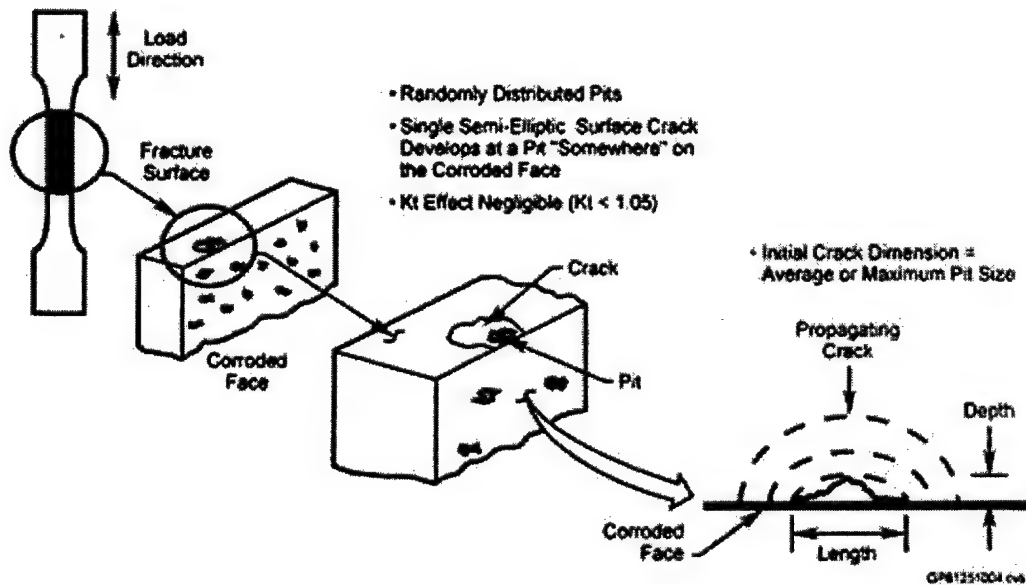 Load
Direction
• Randomly Distributed Pits
• Single Semi-Elliptic Surface Crack
Develops at a Pit "Somewhere" on
the Corroded Face
• Kt Effect Negligible (Kt < 1.05)
Fracture
Surface
• Initial Crack Dimension =
Average or Maximum Pit Size
Crack
Propagating
Crack
Corroded
Face
Pit
Depth
Corroded
Face
Length